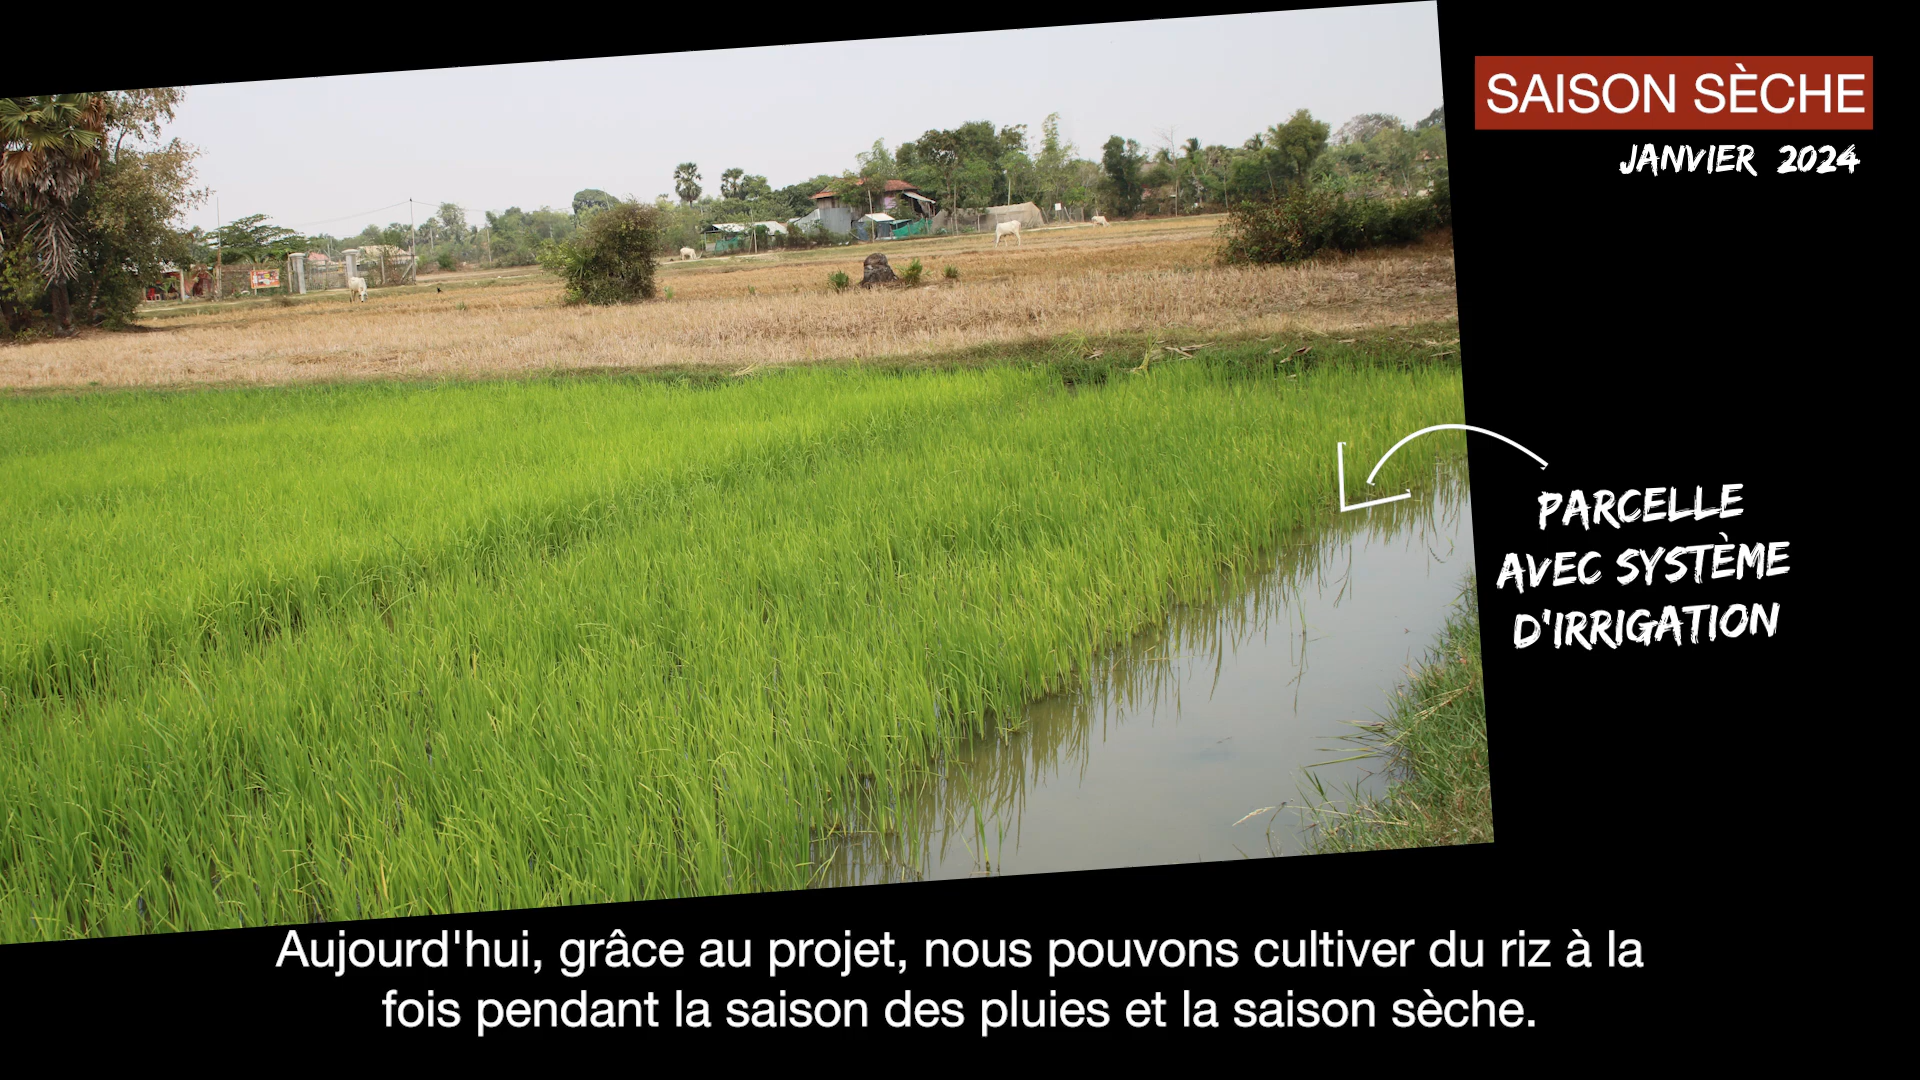 SAISON SÈCHE
JANVIER 2024
PARCELLE
AVEC SYSTÈME
D'IRRIGATION
Aujourd'hui, grâce au projet, nous pouvons cultiver du riz à la
fois pendant la saison des pluies et la saison sèche.